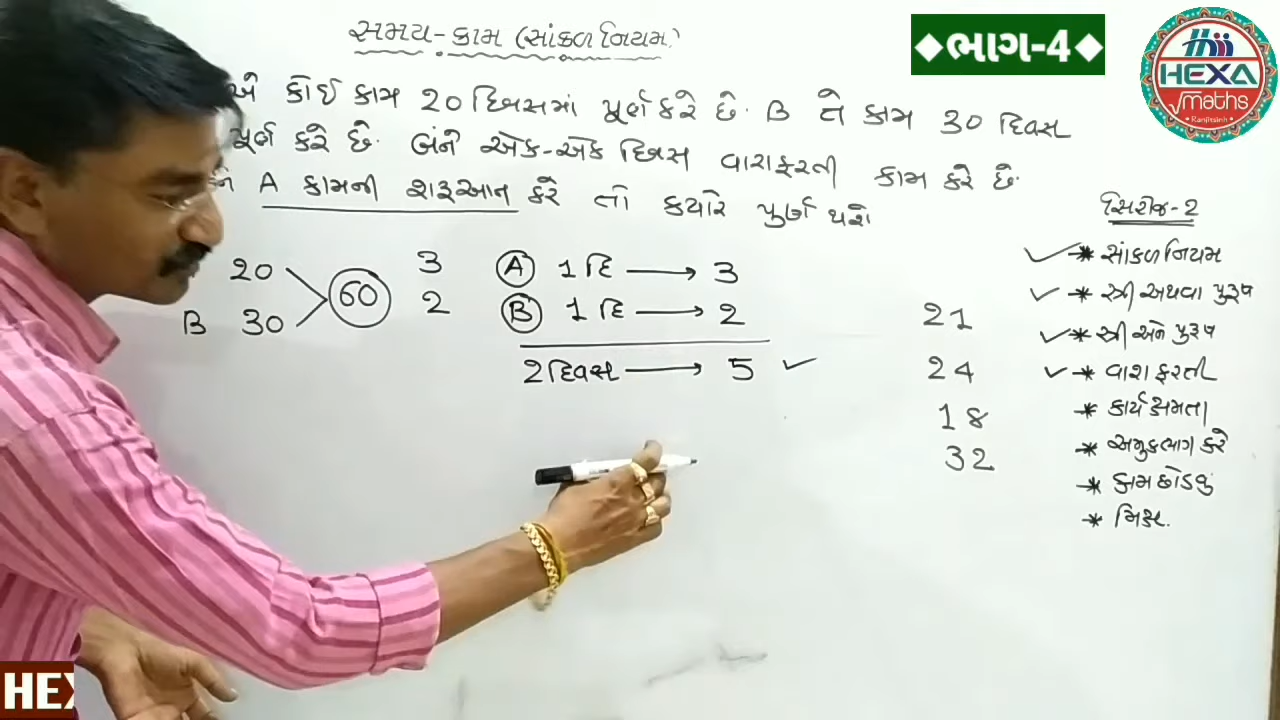 સમય-કામ (સાંકળ નિયમ)
◆ભાગ-4◆
HEXA
√maths
Ranjitsinh
કોઈ કામ 20 દિવસમાં પૂર્ણ કરે છે. B તે કામ 30 દિવસ
પૂર્ણ કરે છે. બંને એક-એક દિવસ વારાફરતી કામ કરે છે
A કામની શરૂઆત કરે તો ક્યારે પૂર્ણ થશે
20
B 30
60
3
2
Ⓐ 1 દિ → 3
Ⓑ 1 દિ → 2
2 દિવસ → 5 ✓
21
24
18
32
સિરીઝ-2
✓ * સાંકળ નિયમ
✓ * સ્ત્રી અથવા પુરૂષ
✓ * સ્ત્રી અને પુરૂષ
✓ * વારા ફરતી
* કાર્યક્ષમતા
* અમુકભાગ કરે
* કામ છોડવું
* મિક્ષ.
HEX